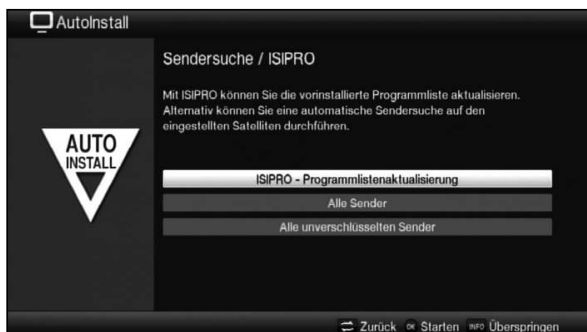 AutoInstall
Sendersuche / ISIPRO
Mit ISIPRO können Sie die vorinstallierte Programmliste aktualisieren.
Alternativ können Sie eine automatische Sendersuche auf den
eingestellten Satelliten durchführen.
AUTO
INSTALL
ISIPRO - Programmlistenaktualisierung
Alle Sender
Alle unverschlüsselten Sender
Zurück OK Starten INFO Überspringen